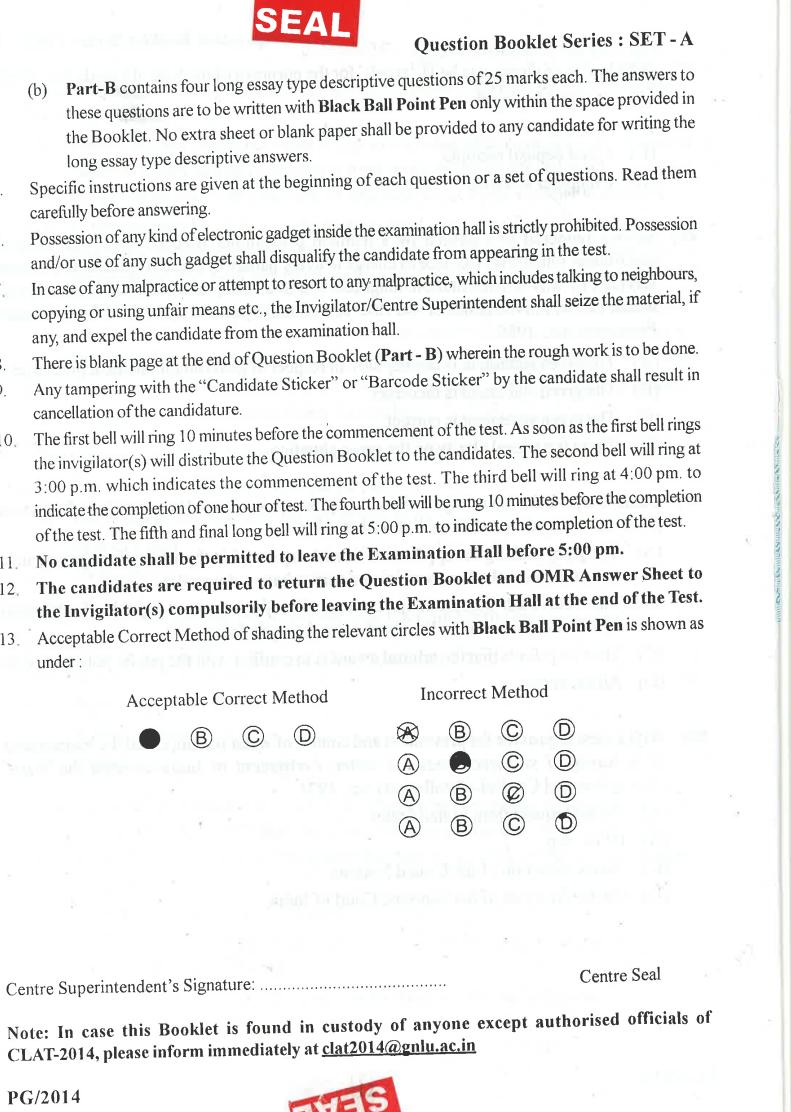 SEAL
Question Booklet Series : SET - A
(b) Part-B contains four long essay type descriptive questions of 25 marks each. The answers to
these questions are to be written with Black Ball Point Pen only within the space provided in
the Booklet. No extra sheet or blank paper shall be provided to any candidate for writing the
long essay type descriptive answers.
Specific instructions are given at the beginning of each question or a set of questions. Read them
carefully before answering.
Possession of any kind of electronic gadget inside the examination hall is strictly prohibited. Possession
and/or use of any such gadget shall disqualify the candidate from appearing in the test.
In case of any malpractice or attempt to resort to any malpractice, which includes talking to neighbours,
copying or using unfair means etc., the Invigilator/Centre Superintendent shall seize the material, if
any, and expel the candidate from the examination hall.
There is blank page at the end of Question Booklet (Part - B) wherein the rough work is to be done.
Any tampering with the “Candidate Sticker” or “Barcode Sticker” by the candidate shall result in
cancellation of the candidature.
0. The first bell will ring 10 minutes before the commencement of the test. As soon as the first bell rings
the invigilator(s) will distribute the Question Booklet to the candidates. The second bell will ring at
3:00 p.m. which indicates the commencement of the test. The third bell will ring at 4:00 pm. to
indicate the completion of one hour of test. The fourth bell will be rung 10 minutes before the completion
of the test. The fifth and final long bell will ring at 5:00 p.m. to indicate the completion of the test.
11. No candidate shall be permitted to leave the Examination Hall before 5:00 pm.
12. The candidates are required to return the Question Booklet and OMR Answer Sheet to
the Invigilator(s) compulsorily before leaving the Examination Hall at the end of the Test.
13. Acceptable Correct Method of shading the relevant circles with Black Ball Point Pen is shown as
under :
Acceptable Correct Method Incorrect Method
B C D A B C D
A C D
A B C D
A B C D
Centre Superintendent's Signature: ..........................................
Centre Seal
Note: In case this Booklet is found in custody of anyone except authorised officials of
CLAT-2014, please inform immediately at clat2014@gnlu.ac.in
PG/2014
SEAL